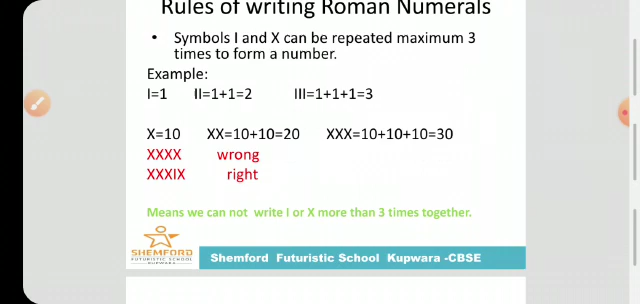 Rules of writing Roman Numerals
• Symbols I and X can be repeated maximum 3
times to form a number.
Example:
I=1 II=1+1=2 III=1+1+1=3
X=10 XX=10+10=20 XXX=10+10+10=30
XXXX wrong
XXXIX right
Means we can not write I or X more than 3 times together.
SHEMFORD
FUTURISTIC SCHOOL
KUPWARA
Shemford Futuristic School Kupwara -CBSE